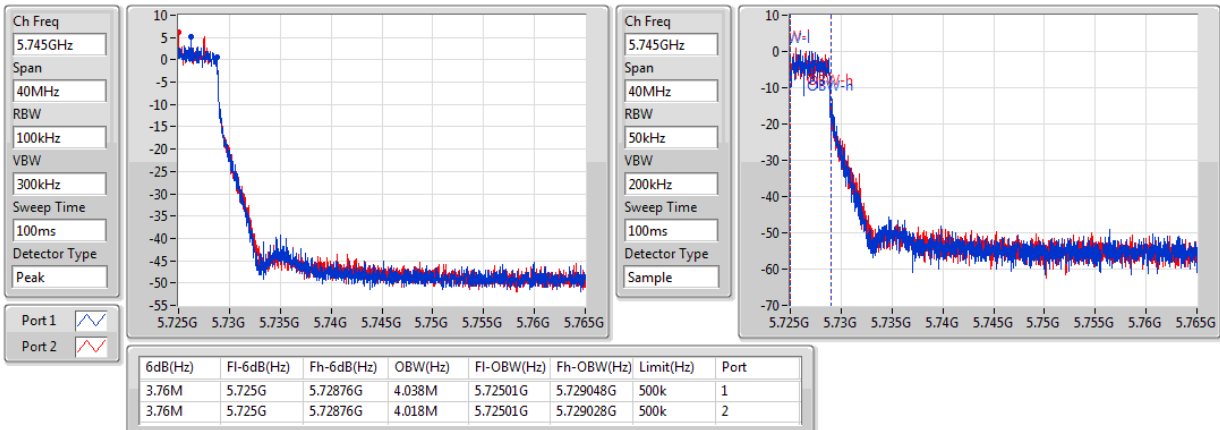 Ch Freq
5.745GHz
Span
40MHz
RBW
100kHz
VBW
300kHz
Sweep Time
100ms
Detector Type
Peak
Port 1
Port 2
10
5
0
-5
-10
-15
-20
-25
-30
-35
-40
-45
-50
-55
5.725G 5.73G 5.735G 5.74G 5.745G 5.75G 5.755G 5.76G 5.765G
Ch Freq
5.745GHz
Span
40MHz
RBW
50kHz
VBW
200kHz
Sweep Time
100ms
Detector Type
Sample
10
0
-10
-20
-30
-40
-50
-60
-70
W-l
OBW-h
5.725G 5.73G 5.735G 5.74G 5.745G 5.75G 5.755G 5.76G 5.765G
6dB(Hz) Fl-6dB(Hz) Fh-6dB(Hz) OBW(Hz) Fl-OBW(Hz) Fh-OBW(Hz) Limit(Hz) Port
3.76M 5.725G 5.72876G 4.038M 5.72501G 5.729048G 500k 1
3.76M 5.725G 5.72876G 4.018M 5.72501G 5.729028G 500k 2